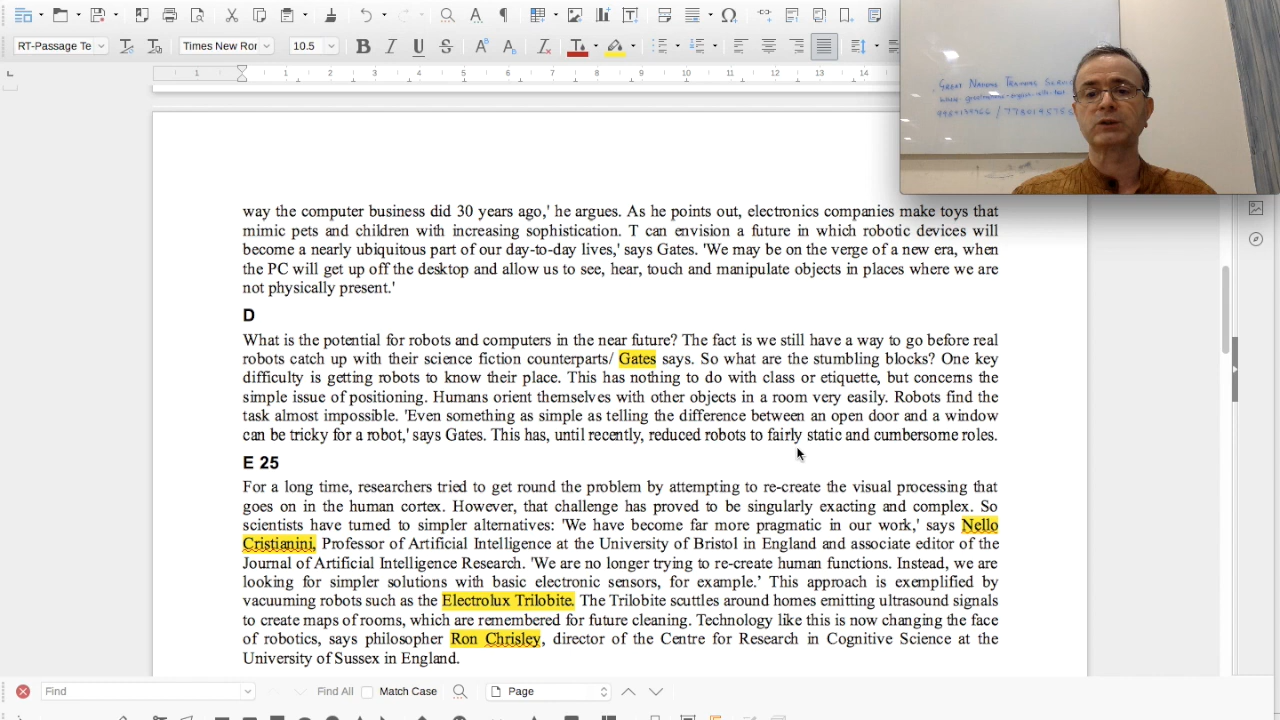 RT-Passage Te
Times New Ror
10.5
1 1 2 3 4 5 6 7 8 9 10 11 12 13 14
GREAT NATIONS TRAINING
way the computer business did 30 years ago,' he argues. As he points out, electronics companies make toys that
mimic pets and children with increasing sophistication. T can envision a future in which robotic devices will
become a nearly ubiquitous part of our day-to-day lives,' says Gates. 'We may be on the verge of a new era, when
the PC will get up off the desktop and allow us to see, hear, touch and manipulate objects in places where we are
not physically present.'
D
What is the potential for robots and computers in the near future? The fact is we still have a way to go before real
robots catch up with their science fiction counterparts/ Gates says. So what are the stumbling blocks? One key
difficulty is getting robots to know their place. This has nothing to do with class or etiquette, but concerns the
simple issue of positioning. Humans orient themselves with other objects in a room very easily. Robots find the
task almost impossible. 'Even something as simple as telling the difference between an open door and a window
can be tricky for a robot,' says Gates. This has, until recently, reduced robots to fairly static and cumbersome roles.
E 25
For a long time, researchers tried to get round the problem by attempting to re-create the visual processing that
goes on in the human cortex. However, that challenge has proved to be singularly exacting and complex. So
scientists have turned to simpler alternatives: 'We have become far more pragmatic in our work,' says Nello
Cristianini, Professor of Artificial Intelligence at the University of Bristol in England and associate editor of the
Journal of Artificial Intelligence Research. 'We are no longer trying to re-create human functions. Instead, we are
looking for simpler solutions with basic electronic sensors, for example.’ This approach is exemplified by
vacuuming robots such as the Electrolux Trilobite. The Trilobite scuttles around homes emitting ultrasound signals
to create maps of rooms, which are remembered for future cleaning. Technology like this is now changing the face
of robotics, says philosopher Ron Chrisley, director of the Centre for Research in Cognitive Science at the
University of Sussex in England.
Find
Find All
Match Case
Page